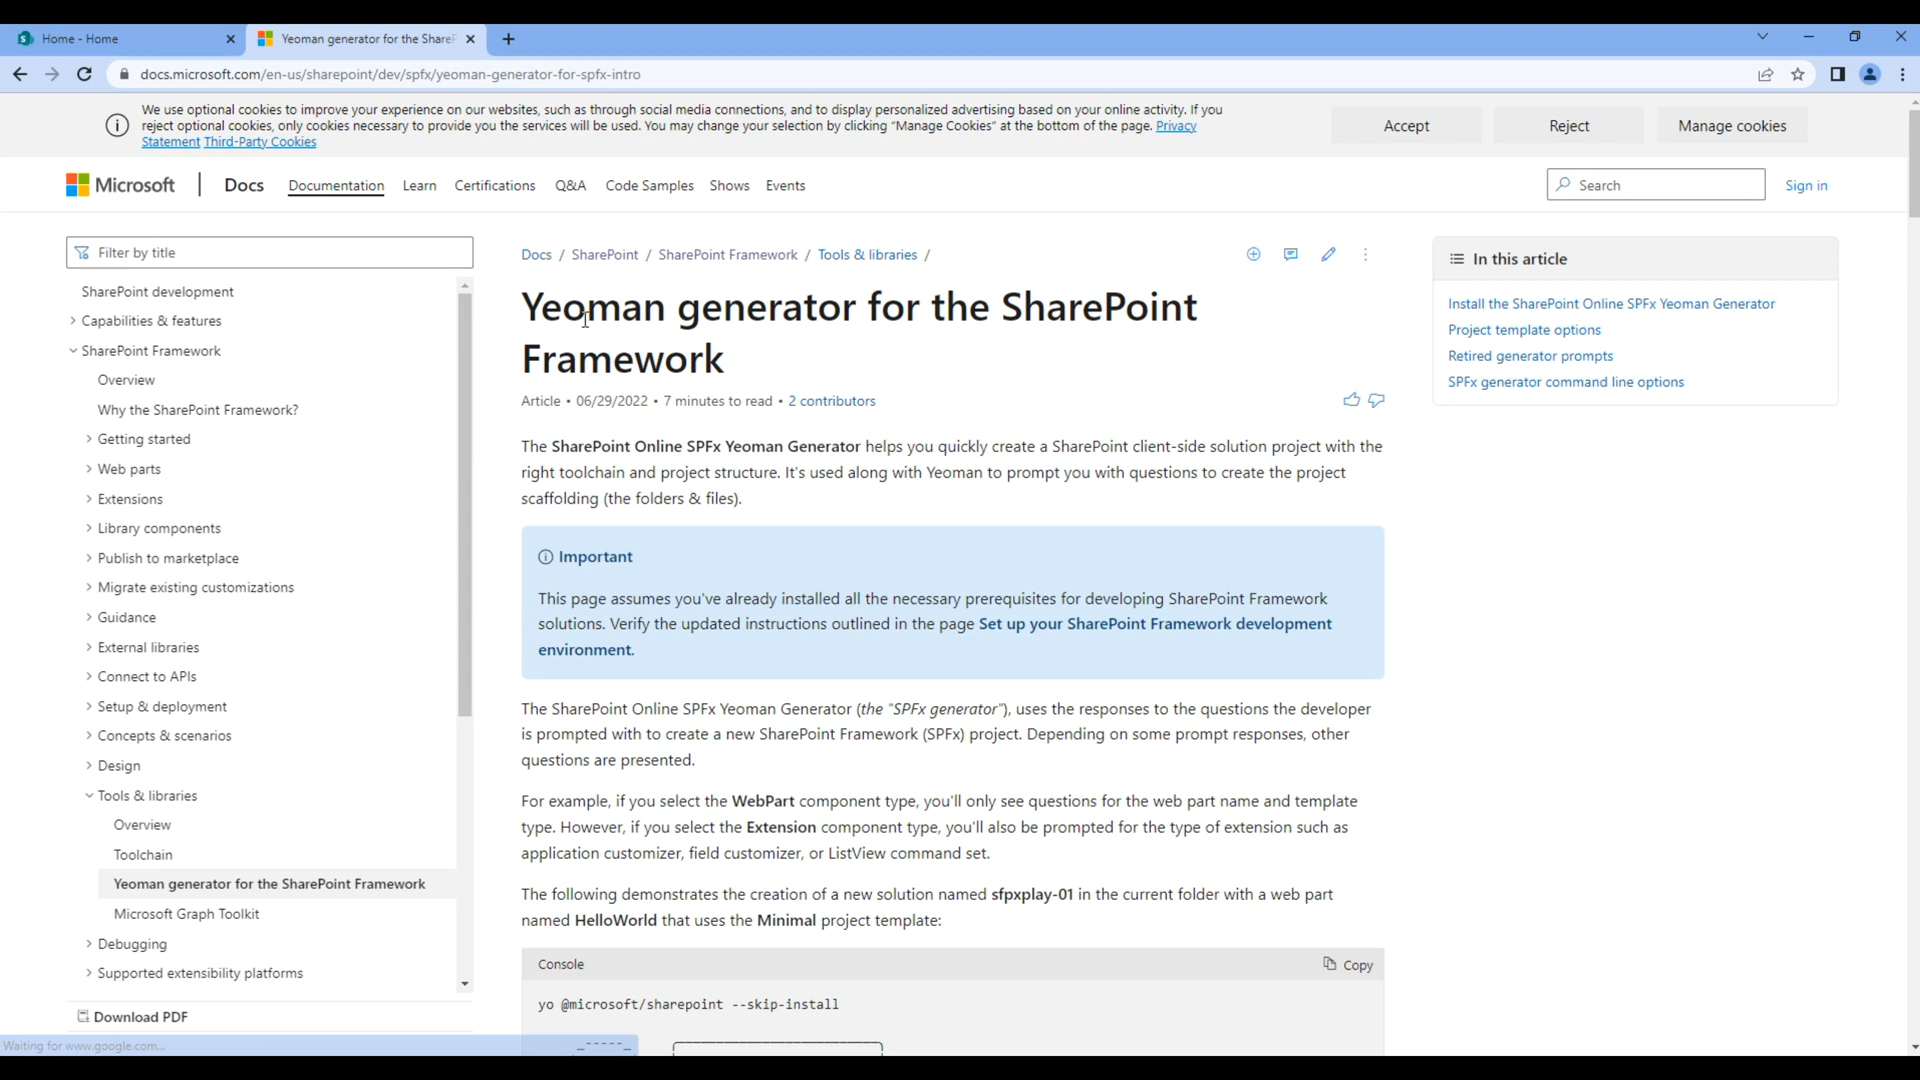 Home - Home
Yeoman generator for the ShareP
docs.microsoft.com/en-us/sharepoint/dev/spfx/yeoman-generator-for-spfx-intro
We use optional cookies to improve your experience on our websites, such as through social media connections, and to display personalized advertising based on your online activity. If you
reject optional cookies, only cookies necessary to provide you the services will be used. You may change your selection by clicking "Manage Cookies" at the bottom of the page. Privacy
Statement Third-Party Cookies
Accept
Reject
Manage cookies
Microsoft
Docs
Documentation
Learn
Certifications
Q&A
Code Samples
Shows
Events
Search
Sign in
Filter by title
SharePoint development
Capabilities & features
SharePoint Framework
Overview
Why the SharePoint Framework?
Getting started
Web parts
Extensions
Library components
Publish to marketplace
Migrate existing customizations
Guidance
External libraries
Connect to APIs
Setup & deployment
Concepts & scenarios
Design
Tools & libraries
Overview
Toolchain
Yeoman generator for the SharePoint Framework
Microsoft Graph Toolkit
Debugging
Supported extensibility platforms
Download PDF
Waiting for www.google.com...
Docs / SharePoint / SharePoint Framework / Tools & libraries /
Yeoman generator for the SharePoint
Framework
Article • 06/29/2022 • 7 minutes to read • 2 contributors
The SharePoint Online SPFx Yeoman Generator helps you quickly create a SharePoint client-side solution project with the
right toolchain and project structure. It's used along with Yeoman to prompt you with questions to create the project
scaffolding (the folders & files).
Important
This page assumes you've already installed all the necessary prerequisites for developing SharePoint Framework
solutions. Verify the updated instructions outlined in the page Set up your SharePoint Framework development
environment.
The SharePoint Online SPFx Yeoman Generator (the "SPFx generator"), uses the responses to the questions the developer
is prompted with to create a new SharePoint Framework (SPFx) project. Depending on some prompt responses, other
questions are presented.
For example, if you select the WebPart component type, you'll only see questions for the web part name and template
type. However, if you select the Extension component type, you'll also be prompted for the type of extension such as
application customizer, field customizer, or ListView command set.
The following demonstrates the creation of a new solution named sfpxplay-01 in the current folder with a web part
named HelloWorld that uses the Minimal project template:
Console
Copy
yo @microsoft/sharepoint --skip-install
In this article
Install the SharePoint Online SPFx Yeoman Generator
Project template options
Retired generator prompts
SPFx generator command line options